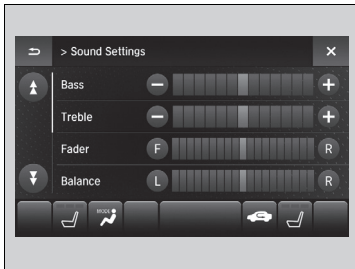 > Sound Settings
Bass
Treble
Fader F R
Balance L R
MODE